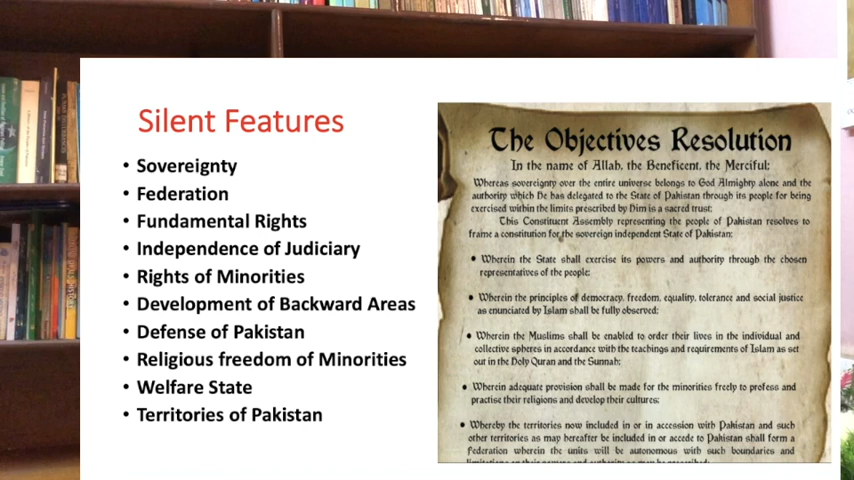 Silent Features
• Sovereignty
• Federation
• Fundamental Rights
• Independence of Judiciary
• Rights of Minorities
• Development of Backward Areas
• Defense of Pakistan
• Religious freedom of Minorities
• Welfare State
• Territories of Pakistan
The Objectives Resolution
In the name of Allah, the Beneficent, the Merciful;
Whereas sovereignty over the entire universe belongs to God Almighty alone and the
authority which He has delegated to the State of Pakistan through its people for being
exercised within the limits prescribed by Him is a sacred trust;
This Constituent Assembly representing the people of Pakistan resolves to
frame a constitution for the sovereign independent State of Pakistan;
• Wherein the State shall exercise its powers and authority through the chosen
representatives of the people;
• Wherein the principles of democracy, freedom, equality, tolerance and social justice
as enunciated by Islam shall be fully observed;
• Wherein the Muslims shall be enabled to order their lives in the individual and
collective spheres in accordance with the teachings and requirements of Islam as set
out in the Holy Quran and the Sunnah;
• Wherein adequate provision shall be made for the minorities freely to profess and
practise their religions and develop their cultures;
• Whereby the territories now included in or in accession with Pakistan and such
other territories as may hereafter be included in or accede to Pakistan shall form a
Federation wherein the units will be autonomous with such boundaries and